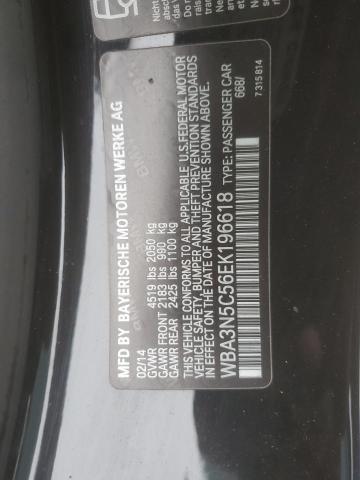 MFD BY BAYERISCHE MOTOREN WERKE AG
02/14
GVWR 4519 lbs 2050 kg
GAWR FRONT 2183 lbs 990 kg
GAWR REAR 2425 lbs 1100 kg
THIS VEHICLE CONFORMS TO ALL APPLICABLE U.S. FEDERAL MOTOR
VEHICLE SAFETY, BUMPER AND THEFT PREVENTION STANDARDS
IN EFFECT ON THE DATE OF MANUFACTURE SHOWN ABOVE.
WBA3N5C56EK196618 TYPE: PASSENGER CAR
668/
7315814
Nicht